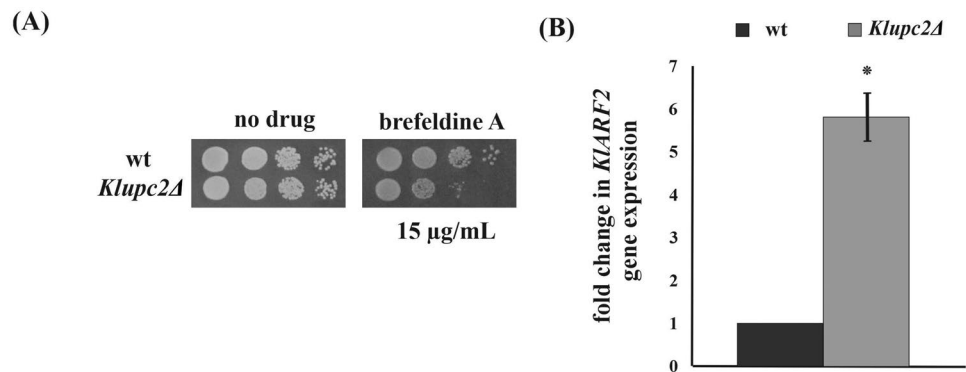 (A)
no drug
brefeldine A
wt
Klupc2Δ
15 µg/mL
(B)
wt
Klupc2Δ
fold change in KlARF2
gene expression
7
6
5
4
3
2
1
0
*